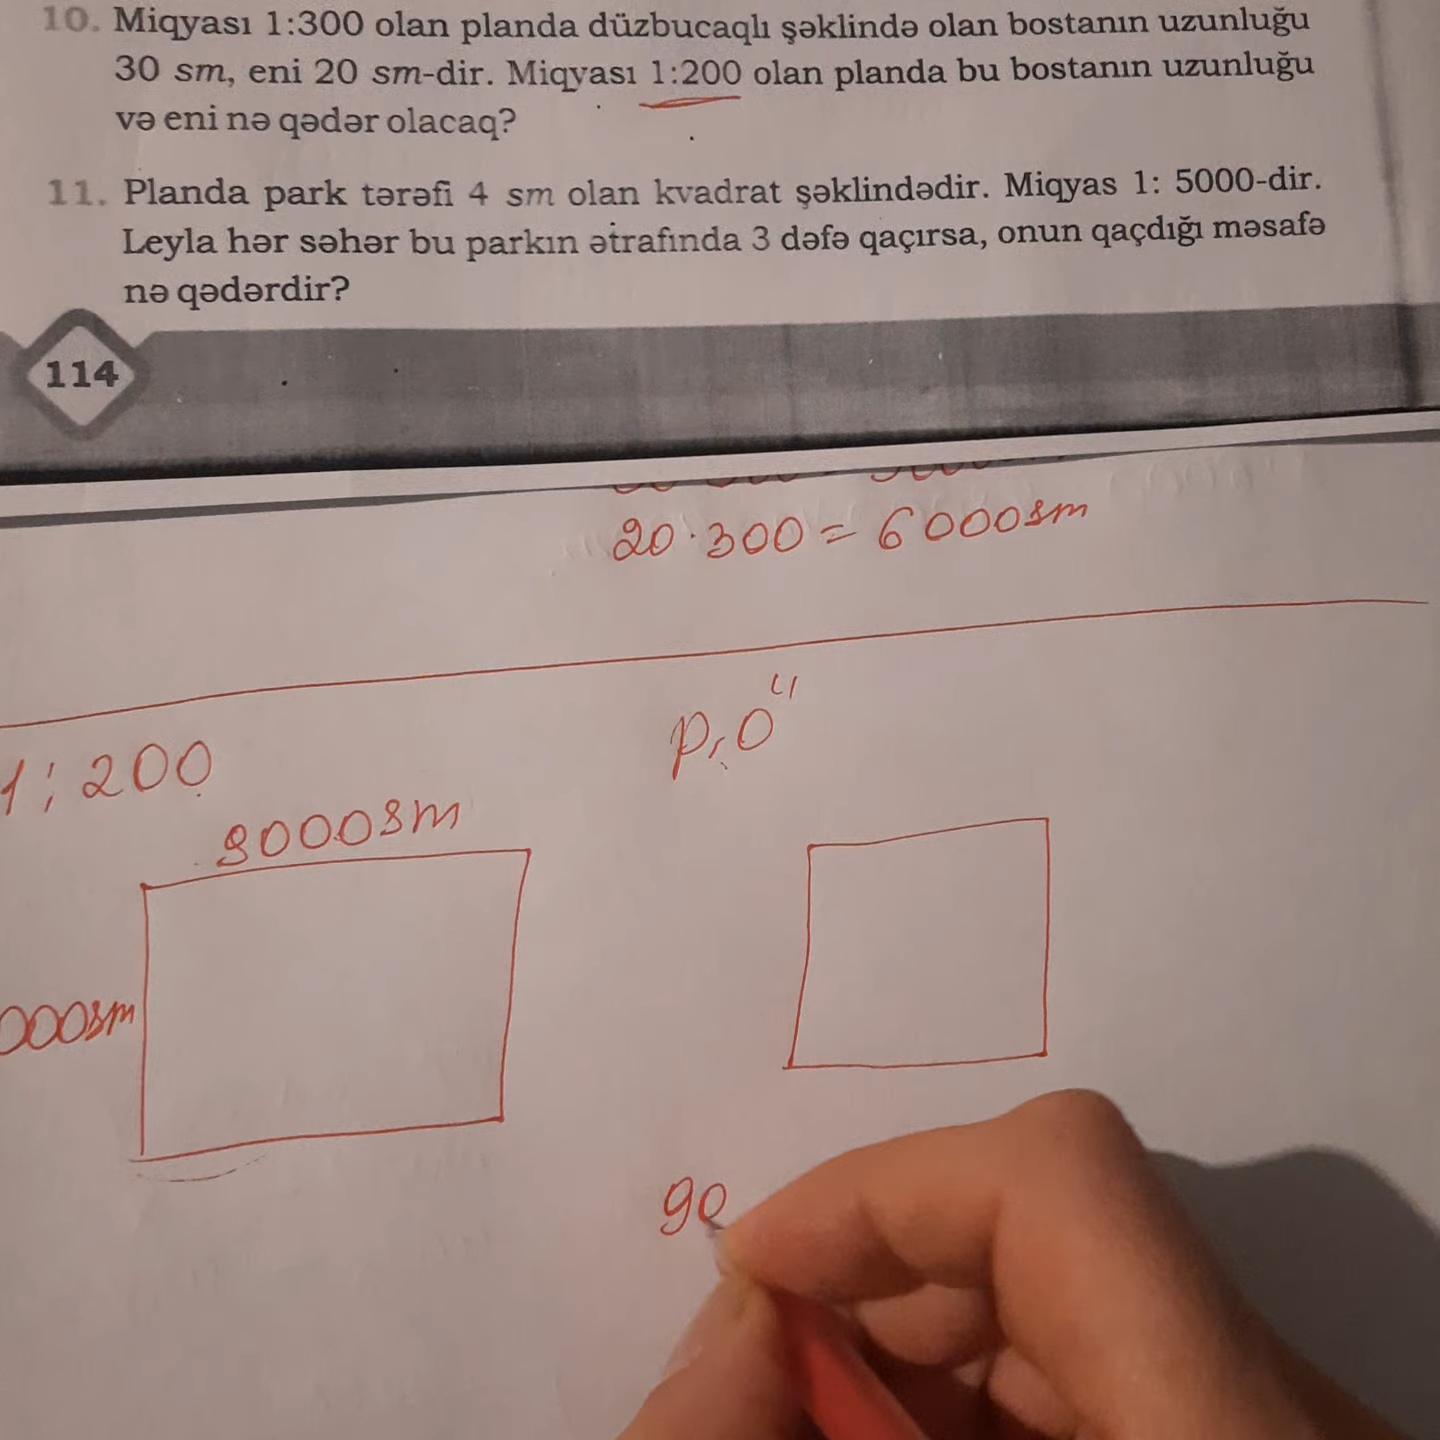 10. Miqyası 1:300 olan planda düzbucaqlı şəklində olan bostanın uzunluğu
30 sm, eni 20 sm-dir. Miqyası 1:200 olan planda bu bostanın uzunluğu
və eni nə qədər olacaq?
11. Planda park tərəfi 4 sm olan kvadrat şəklindədir. Miqyas 1: 5000-dir.
Leyla hər səhər bu parkın ətrafında 3 dəfə qaçırsa, onun qaçdığı məsafə
nə qədərdir?
114
20·300=6000sm
1:200
9000sm
000sm
90